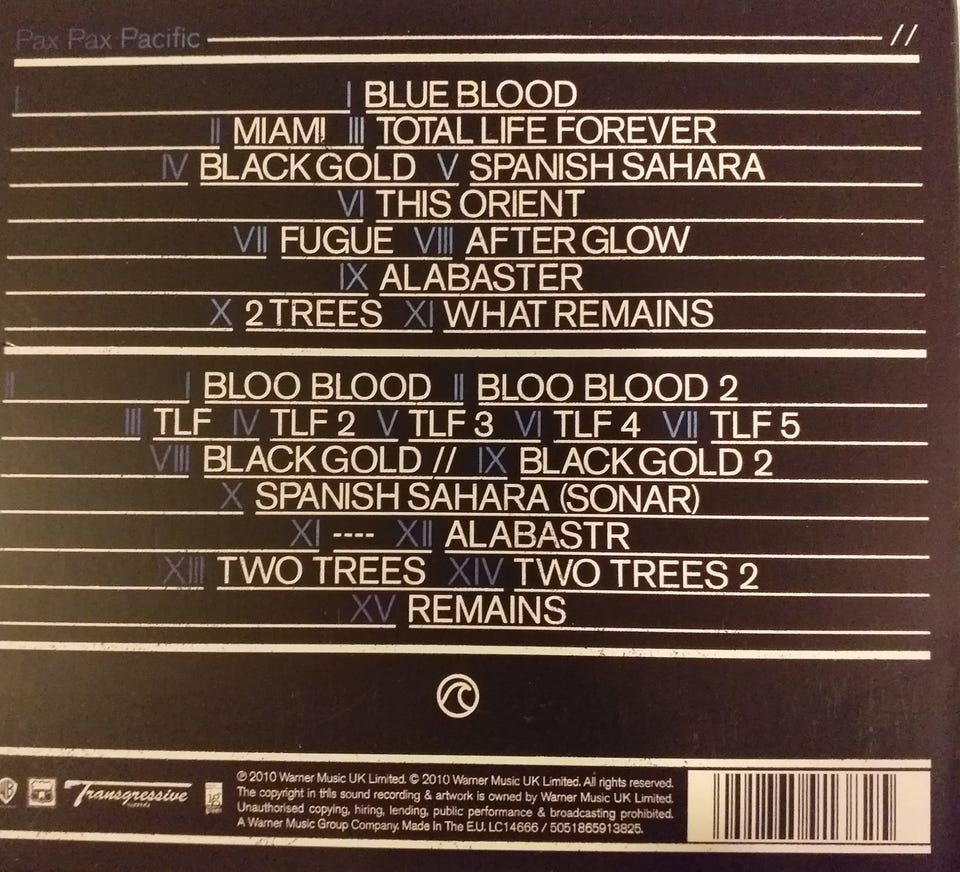 Pax Pax Pacific //
I I BLUE BLOOD
II MIAMI III TOTAL LIFE FOREVER
IV BLACK GOLD V SPANISH SAHARA
VI THIS ORIENT
VII FUGUE VIII AFTER GLOW
IX ALABASTER
X 2 TREES XI WHAT REMAINS
II I BLOO BLOOD II BLOO BLOOD 2
III TLF IV TLF 2 V TLF 3 VI TLF 4 VII TLF 5
VIII BLACK GOLD // IX BLACK GOLD 2
X SPANISH SAHARA (SONAR)
XI ---- XII ALABASTR
XIII TWO TREES XIV TWO TREES 2
XV REMAINS
WB Transgressive RECORDS
℗ 2010 Warner Music UK Limited. © 2010 Warner Music UK Limited. All rights reserved.
The copyright in this sound recording & artwork is owned by Warner Music UK Limited.
Unauthorised copying, hiring, lending, public performance & broadcasting prohibited.
A Warner Music Group Company. Made In The E.U. LC14666 / 5051865913825.